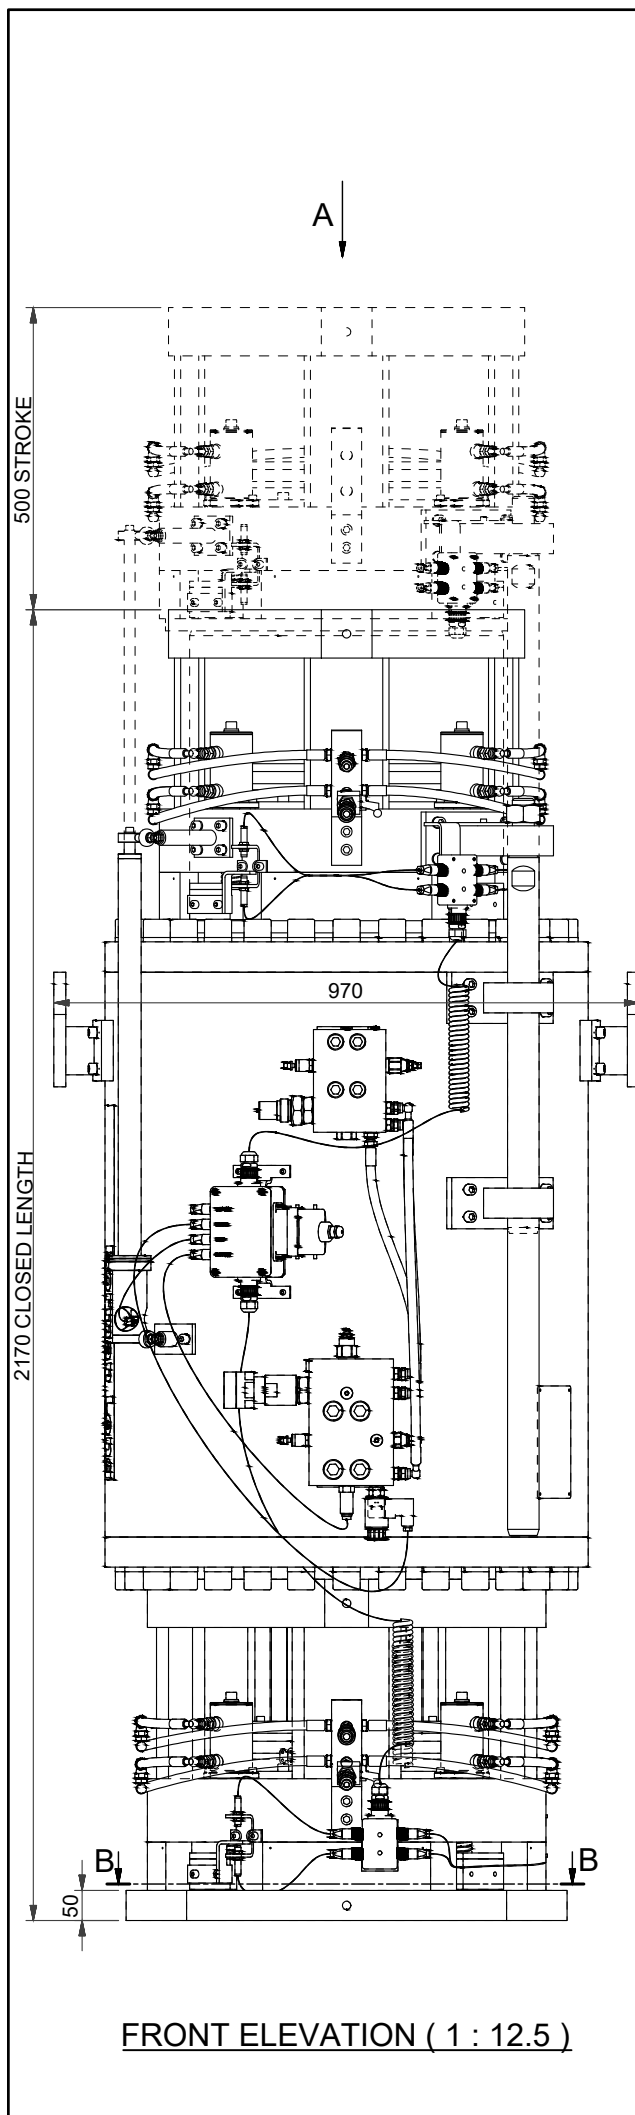 A
500 STROKE
970
2170 CLOSED LENGTH
B
B
50
FRONT ELEVATION ( 1 : 12.5 )